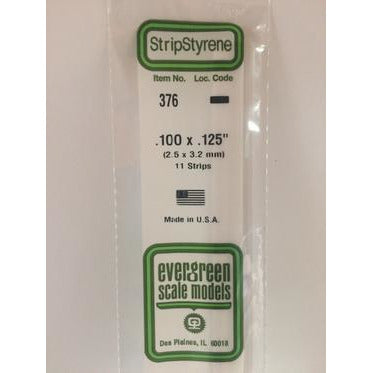 StripStyrene
Item No. Loc. Code
376
.100 x .125"
(2.5 x 3.2 mm)
11 Strips
Made in U.S.A.
evergreen
scale models
Des Plaines, IL 60018